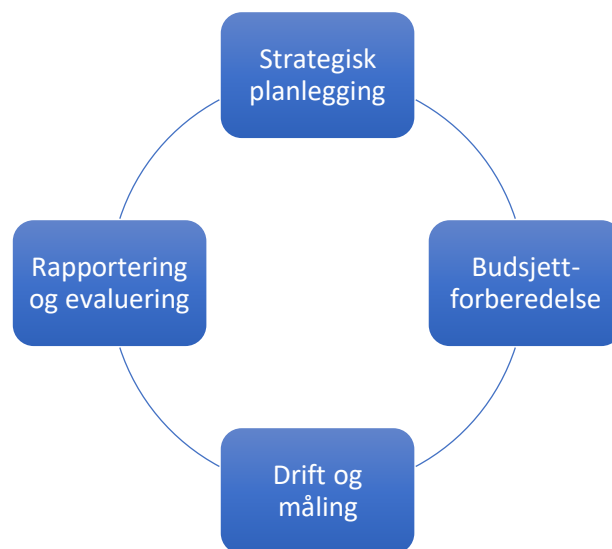 Strategisk
planlegging
Budsjett-
forberedelse
Drift og
måling
Rapportering
og evaluering